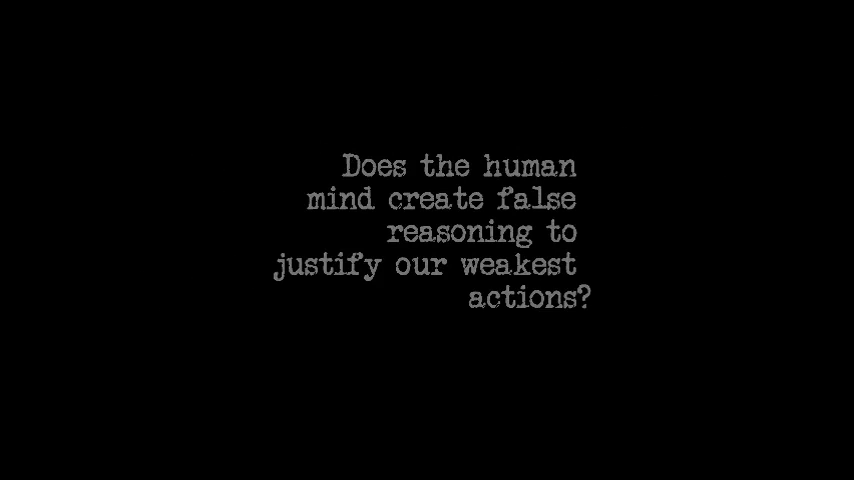 Does the human
mind create false
reasoning to
justify our weakest
actions?